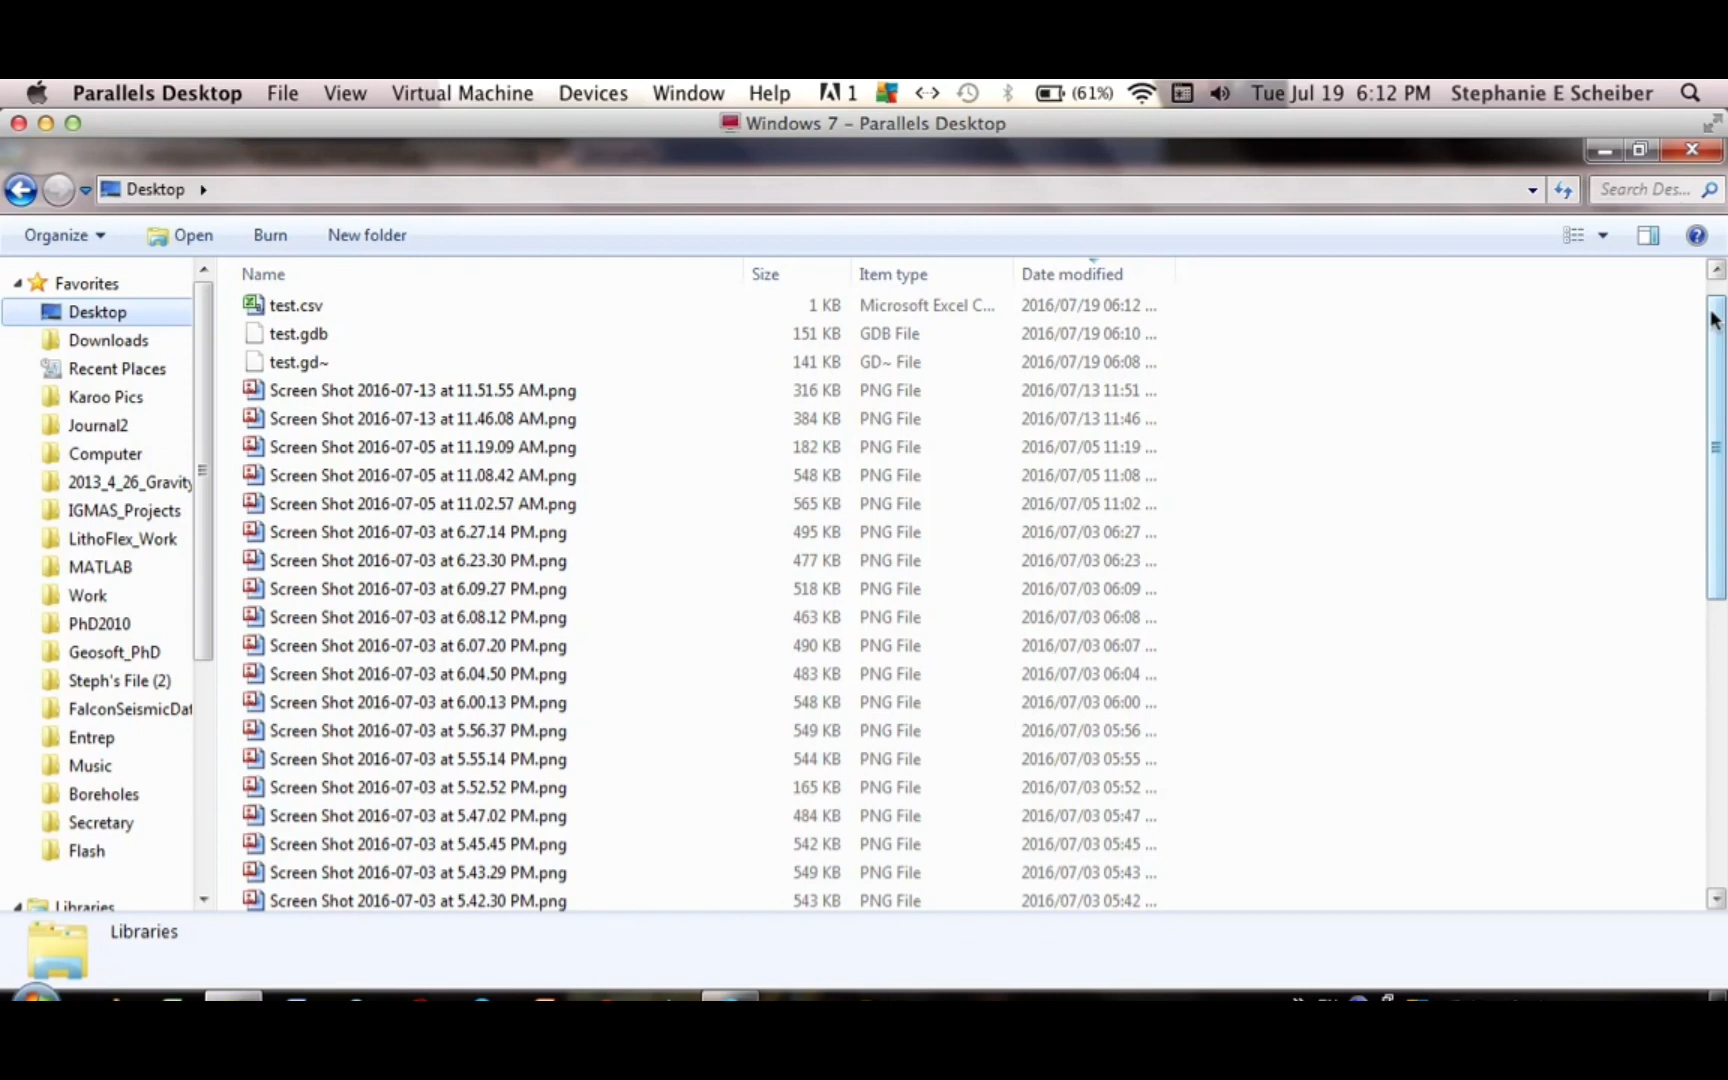 Parallels Desktop File View Virtual Machine Devices Window Help 1 (61%) Tue Jul 19 6:12 PM Stephanie E Scheiber
Windows 7 - Parallels Desktop
Desktop Search Des...
Organize Open Burn New folder
Name Size Item type Date modified
Favorites
Desktop
Downloads
Recent Places
Karoo Pics
Journal2
Computer
2013_4_26_Gravity
IGMAS_Projects
LithoFlex_Work
MATLAB
Work
PhD2010
Geosoft_PhD
Steph's File (2)
FalconSeismicDat
Entrep
Music
Boreholes
Secretary
Flash
Libraries
test.csv 1 KB Microsoft Excel C... 2016/07/19 06:12 ...
test.gdb 151 KB GDB File 2016/07/19 06:10 ...
test.gd~ 141 KB GD~ File 2016/07/19 06:08 ...
Screen Shot 2016-07-13 at 11.51.55 AM.png 316 KB PNG File 2016/07/13 11:51 ...
Screen Shot 2016-07-13 at 11.46.08 AM.png 384 KB PNG File 2016/07/13 11:46 ...
Screen Shot 2016-07-05 at 11.19.09 AM.png 182 KB PNG File 2016/07/05 11:19 ...
Screen Shot 2016-07-05 at 11.08.42 AM.png 548 KB PNG File 2016/07/05 11:08 ...
Screen Shot 2016-07-05 at 11.02.57 AM.png 565 KB PNG File 2016/07/05 11:02 ...
Screen Shot 2016-07-03 at 6.27.14 PM.png 495 KB PNG File 2016/07/03 06:27 ...
Screen Shot 2016-07-03 at 6.23.30 PM.png 477 KB PNG File 2016/07/03 06:23 ...
Screen Shot 2016-07-03 at 6.09.27 PM.png 518 KB PNG File 2016/07/03 06:09 ...
Screen Shot 2016-07-03 at 6.08.12 PM.png 463 KB PNG File 2016/07/03 06:08 ...
Screen Shot 2016-07-03 at 6.07.20 PM.png 490 KB PNG File 2016/07/03 06:07 ...
Screen Shot 2016-07-03 at 6.04.50 PM.png 483 KB PNG File 2016/07/03 06:04 ...
Screen Shot 2016-07-03 at 6.00.13 PM.png 548 KB PNG File 2016/07/03 06:00 ...
Screen Shot 2016-07-03 at 5.56.37 PM.png 549 KB PNG File 2016/07/03 05:56 ...
Screen Shot 2016-07-03 at 5.55.14 PM.png 544 KB PNG File 2016/07/03 05:55 ...
Screen Shot 2016-07-03 at 5.52.52 PM.png 165 KB PNG File 2016/07/03 05:52 ...
Screen Shot 2016-07-03 at 5.47.02 PM.png 484 KB PNG File 2016/07/03 05:47 ...
Screen Shot 2016-07-03 at 5.45.45 PM.png 542 KB PNG File 2016/07/03 05:45 ...
Screen Shot 2016-07-03 at 5.43.29 PM.png 549 KB PNG File 2016/07/03 05:43 ...
Screen Shot 2016-07-03 at 5.42.30 PM.png 543 KB PNG File 2016/07/03 05:42 ...
Libraries